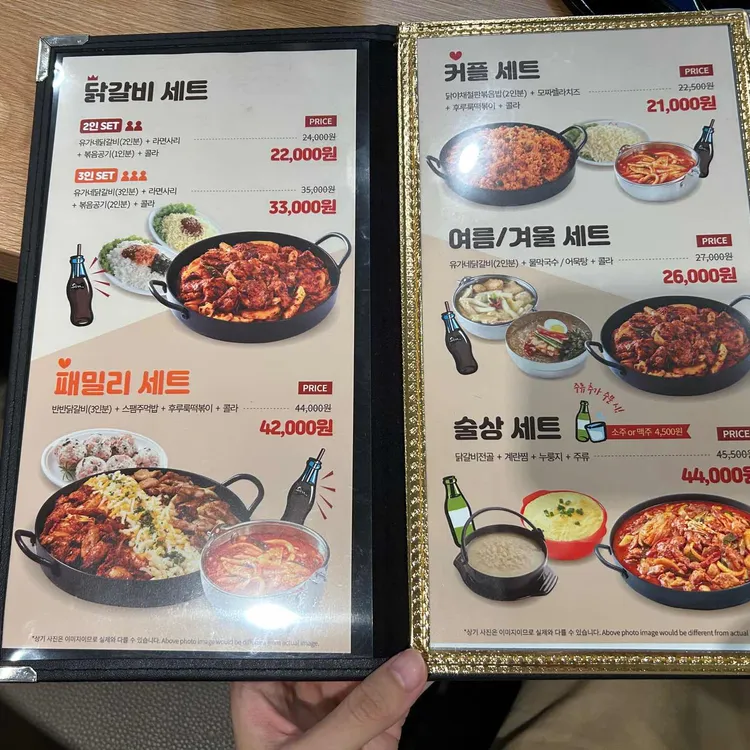 닭갈비 세트
2인 SET
PRICE
유가네닭갈비(2인분) + 라면사리
+ 볶음공기(1인분) + 콜라
24,000원
22,000원
3인 SET
유가네닭갈비(3인분) + 라면사리
+ 볶음공기(2인분) + 콜라
35,000원
33,000원
패밀리 세트
PRICE
반반닭갈비(3인분) + 스팸주먹밥 + 후루룩떡볶이 + 콜라
44,000원
42,000원
*상기 사진은 이미지이므로 실제와 다를 수 있습니다. Above photo image would be different from actual image.
커플 세트
PRICE
닭야채철판볶음밥(2인분) + 모짜렐라치즈
+ 후루룩떡볶이 + 콜라
22,500원
21,000원
여름/겨울 세트
PRICE
유가네닭갈비(2인분) + 물막국수 / 어묵탕 + 콜라
27,000원
26,000원
주류 추가 주문 시!
술상 세트
소주 or 맥주 4,500원
PRICE
닭갈비전골 + 계란찜 + 누룽지 + 주류
45,500원
44,000원
*상기 사진은 이미지이므로 실제와 다를 수 있습니다. Above photo image would be different from actual